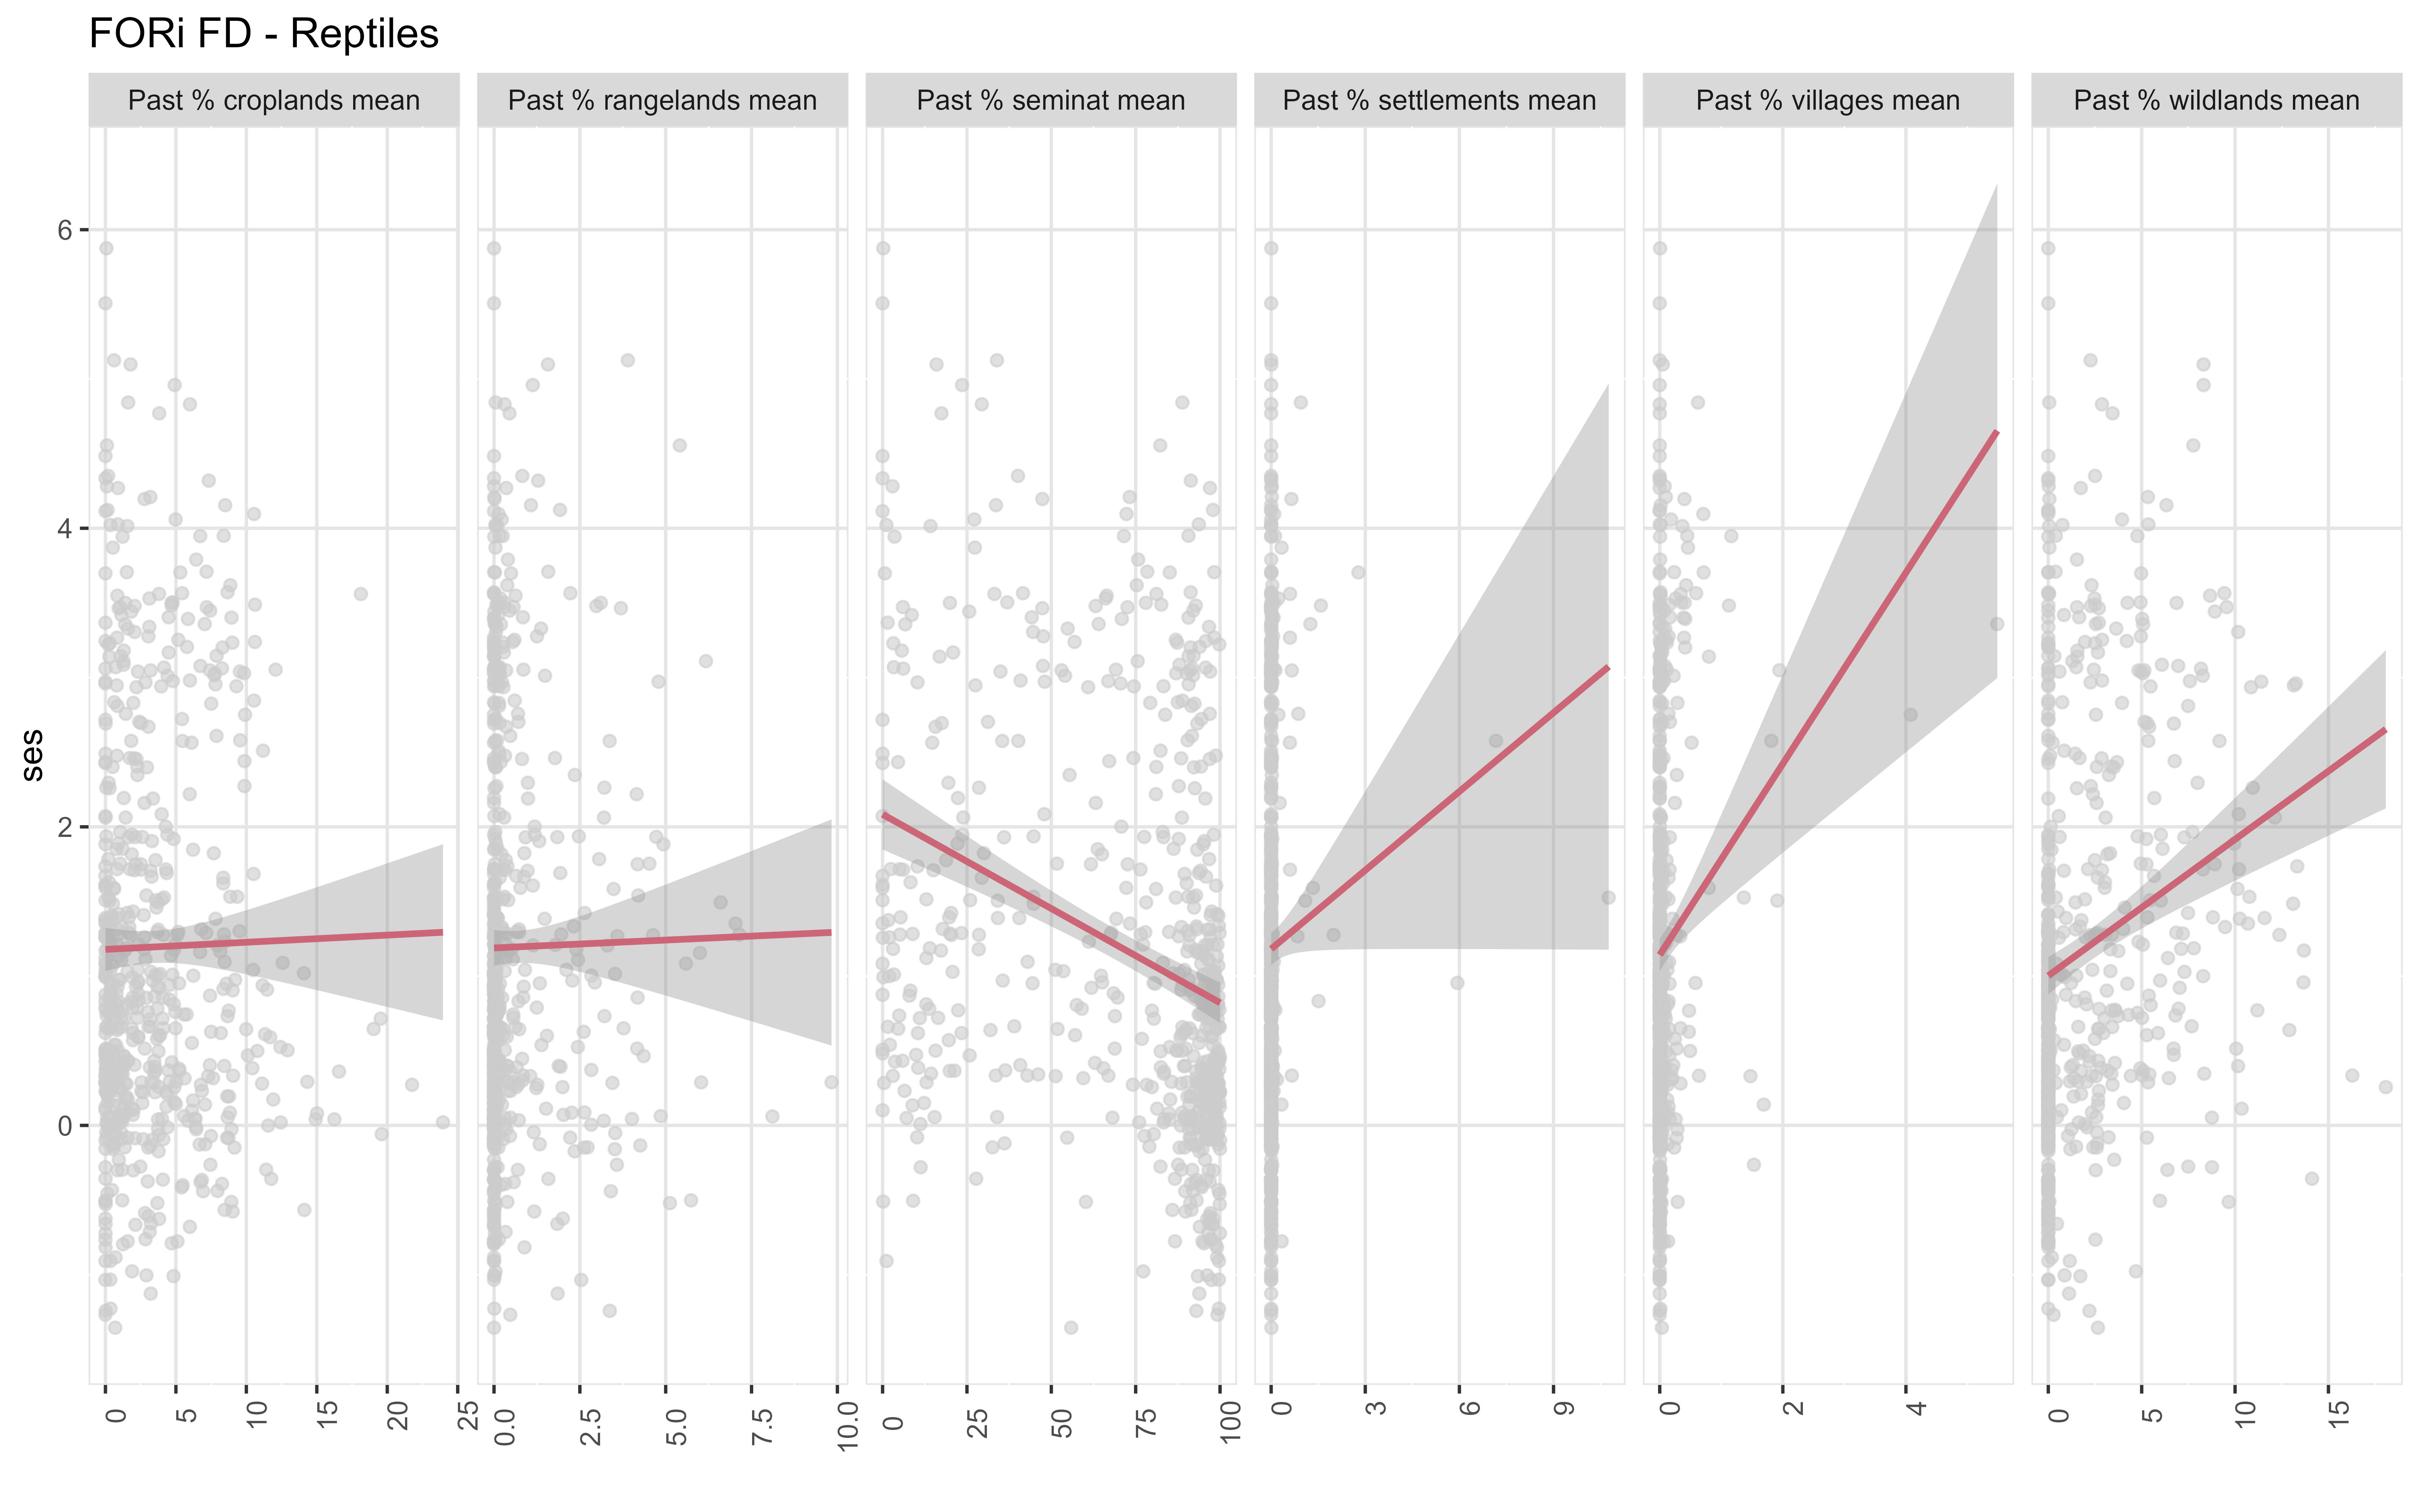 FORi FD - Reptiles
Past % croplands mean
Past % rangelands mean
Past % seminat mean
Past % settlements mean
Past % villages mean
Past % wildlands mean
ses
6
4
2
0
0 5 10 15 20 25
0.0 2.5 5.0 7.5 10.0
0 25 50 75 100
0 3 6 9
0 2 4
0 5 10 15